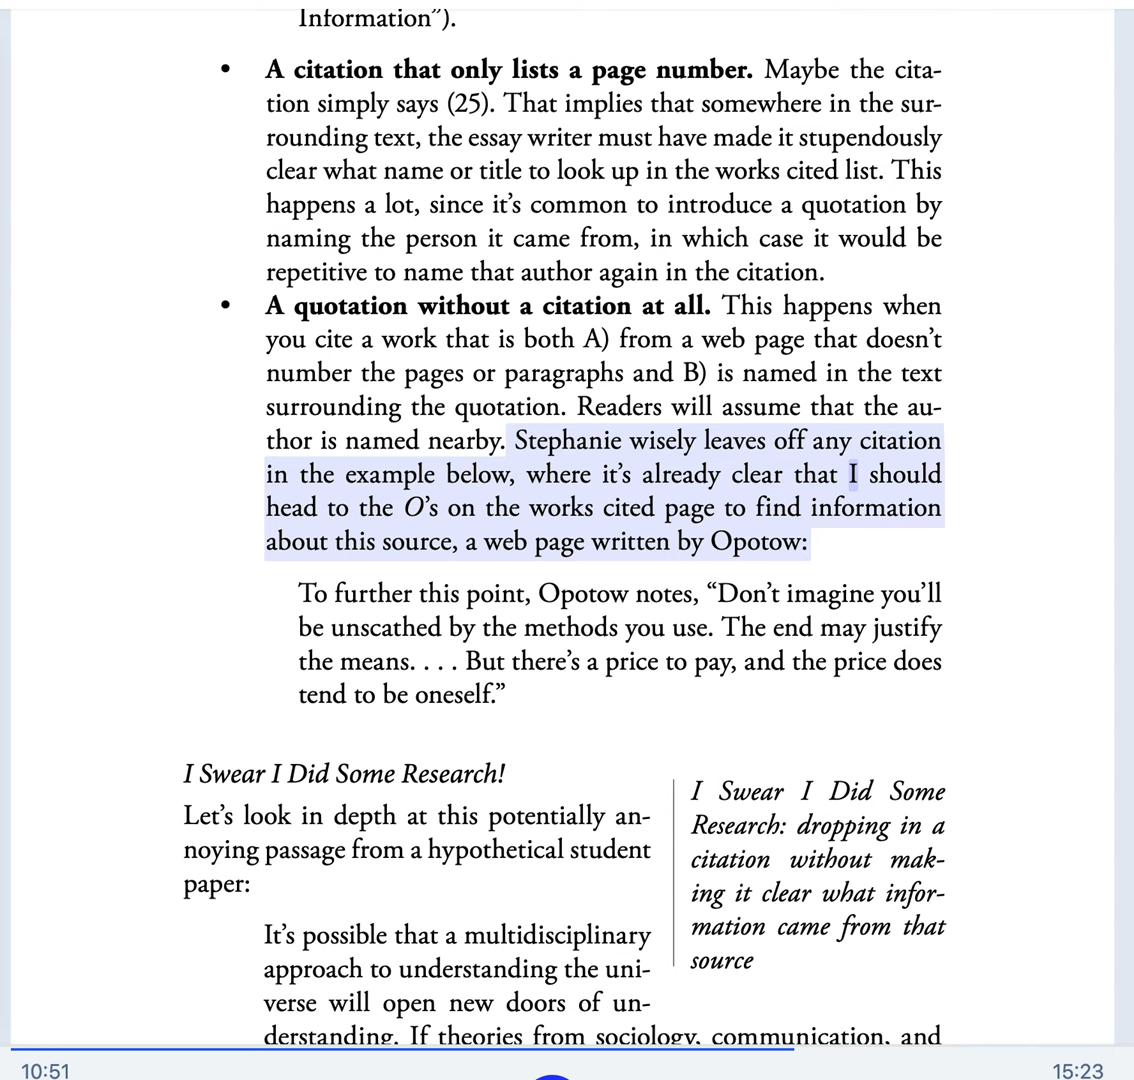 Information”).
• A citation that only lists a page number. Maybe the cita-
tion simply says (25). That implies that somewhere in the sur-
rounding text, the essay writer must have made it stupendously
clear what name or title to look up in the works cited list. This
happens a lot, since it’s common to introduce a quotation by
naming the person it came from, in which case it would be
repetitive to name that author again in the citation.
• A quotation without a citation at all. This happens when
you cite a work that is both A) from a web page that doesn’t
number the pages or paragraphs and B) is named in the text
surrounding the quotation. Readers will assume that the au-
thor is named nearby. Stephanie wisely leaves off any citation
in the example below, where it’s already clear that I should
head to the O’s on the works cited page to find information
about this source, a web page written by Opotow:
To further this point, Opotow notes, “Don’t imagine you’ll
be unscathed by the methods you use. The end may justify
the means. . . . But there’s a price to pay, and the price does
tend to be oneself.”
I Swear I Did Some Research!
Let’s look in depth at this potentially an-
noying passage from a hypothetical student
paper:
It’s possible that a multidisciplinary
approach to understanding the uni-
verse will open new doors of un-
derstanding. If theories from sociology, communication, and
I Swear I Did Some
Research: dropping in a
citation without mak-
ing it clear what infor-
mation came from that
source
10:51
15:23